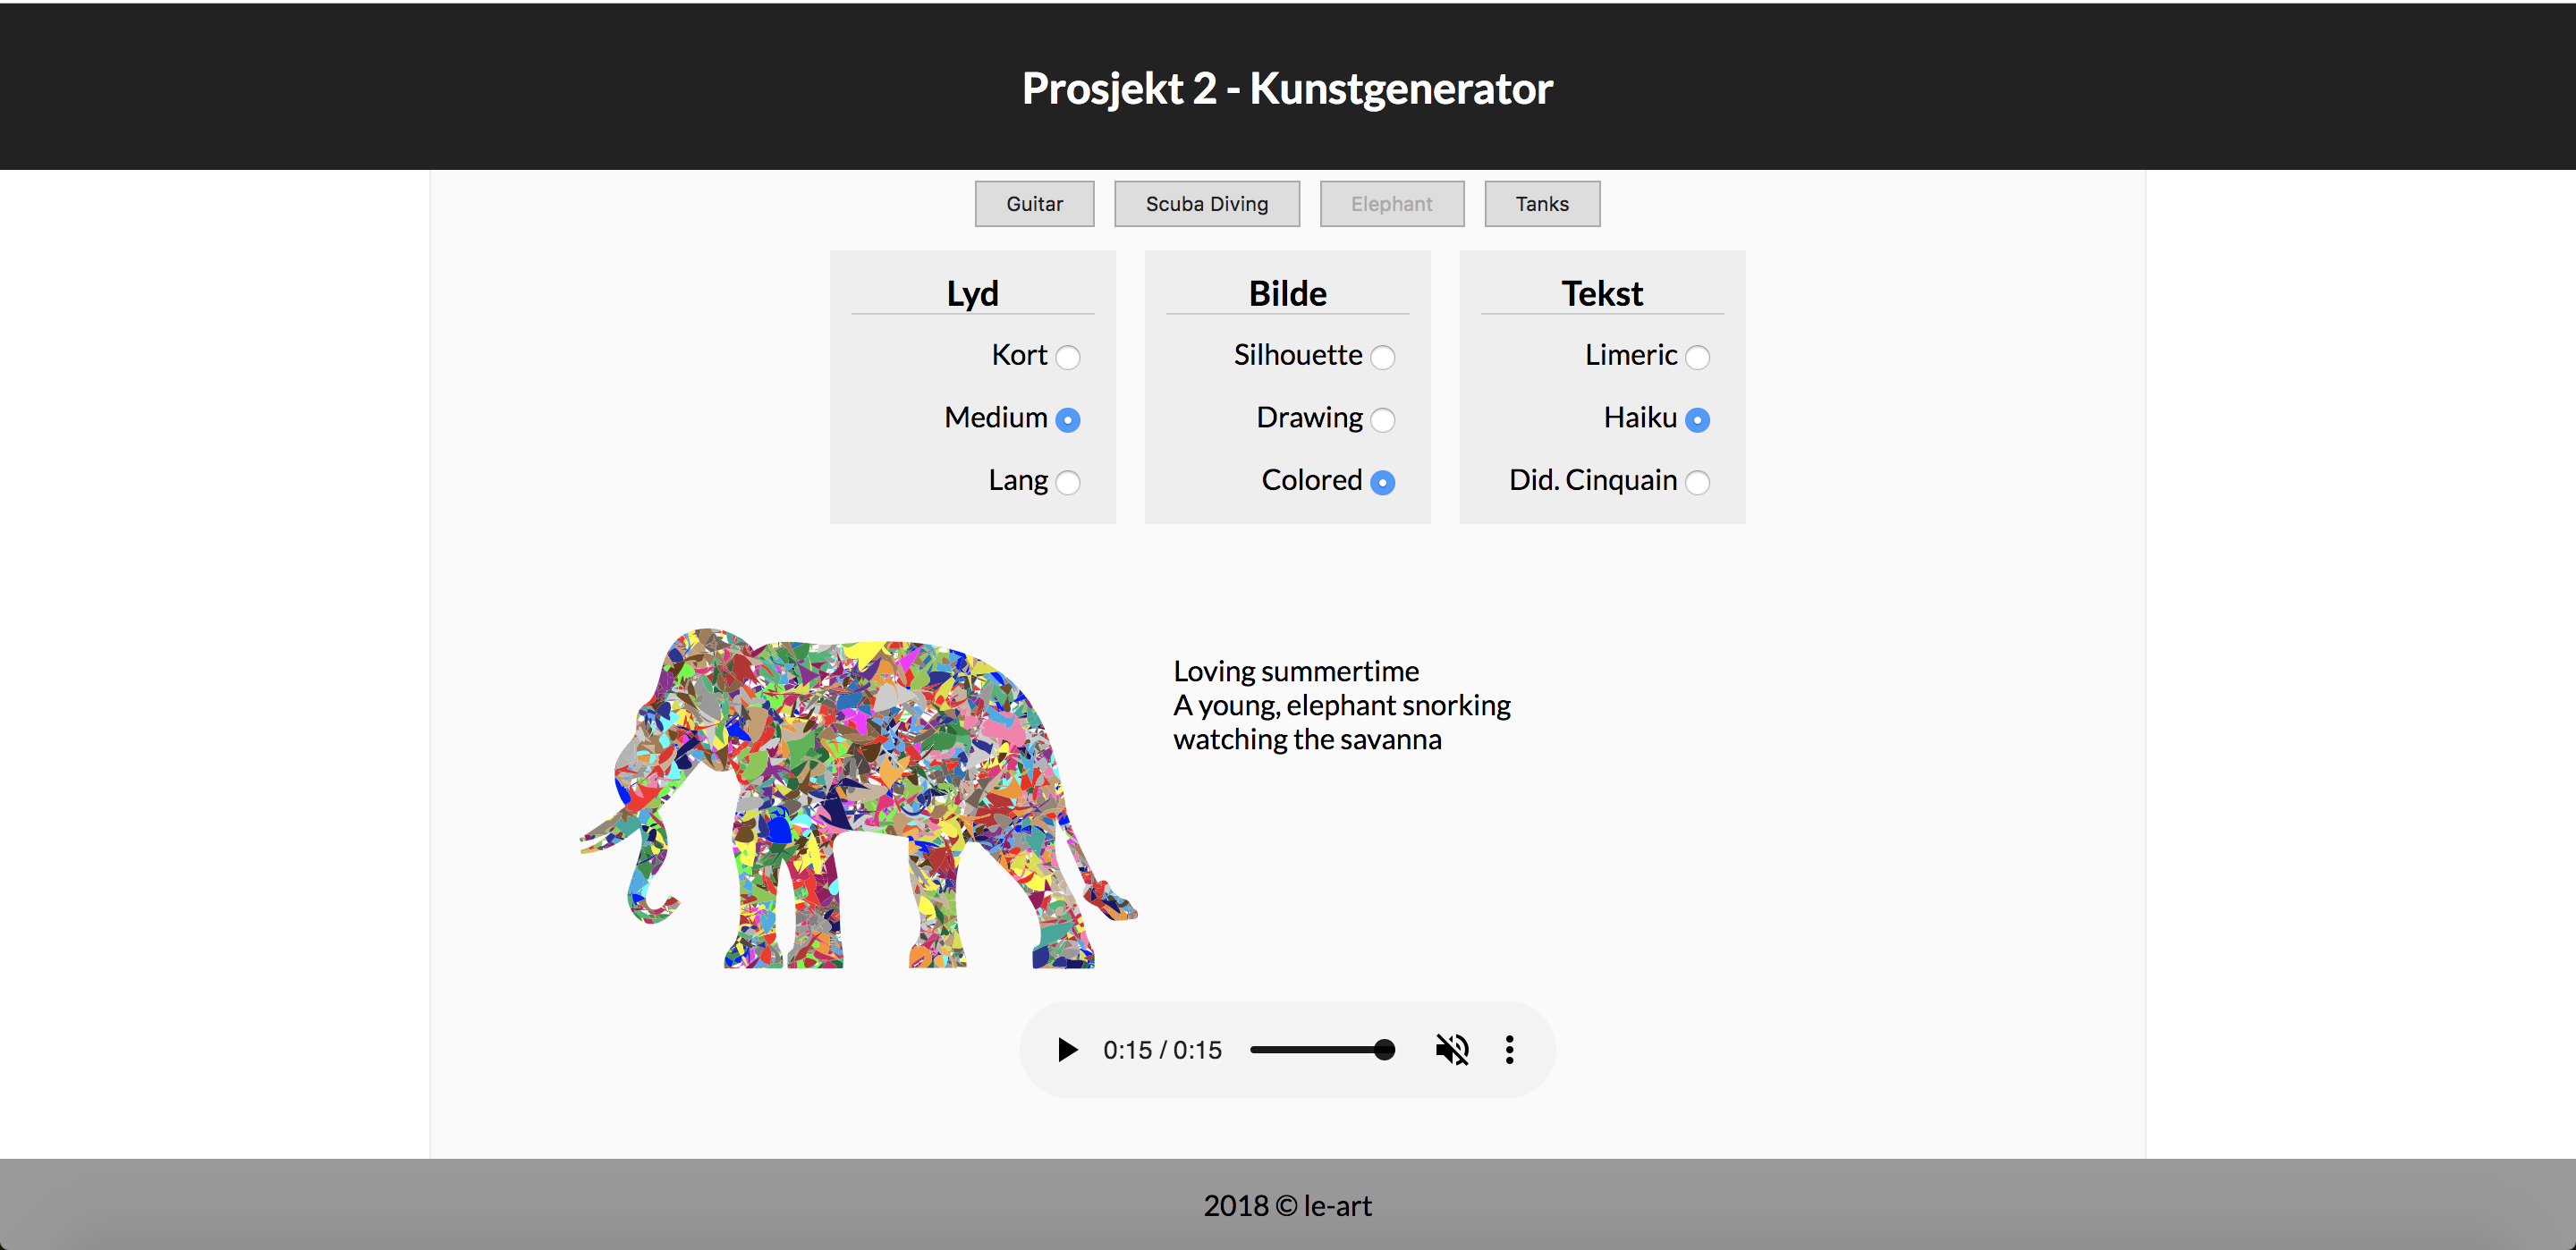 Prosjekt 2 - Kunstgenerator
Guitar
Scuba Diving
Elephant
Tanks
Lyd
Kort
Medium
Lang
Bilde
Silhouette
Drawing
Colored
Tekst
Limeric
Haiku
Did. Cinquain
Loving summertime
A young, elephant snorking
watching the savanna
0:15 / 0:15
2018 © le-art